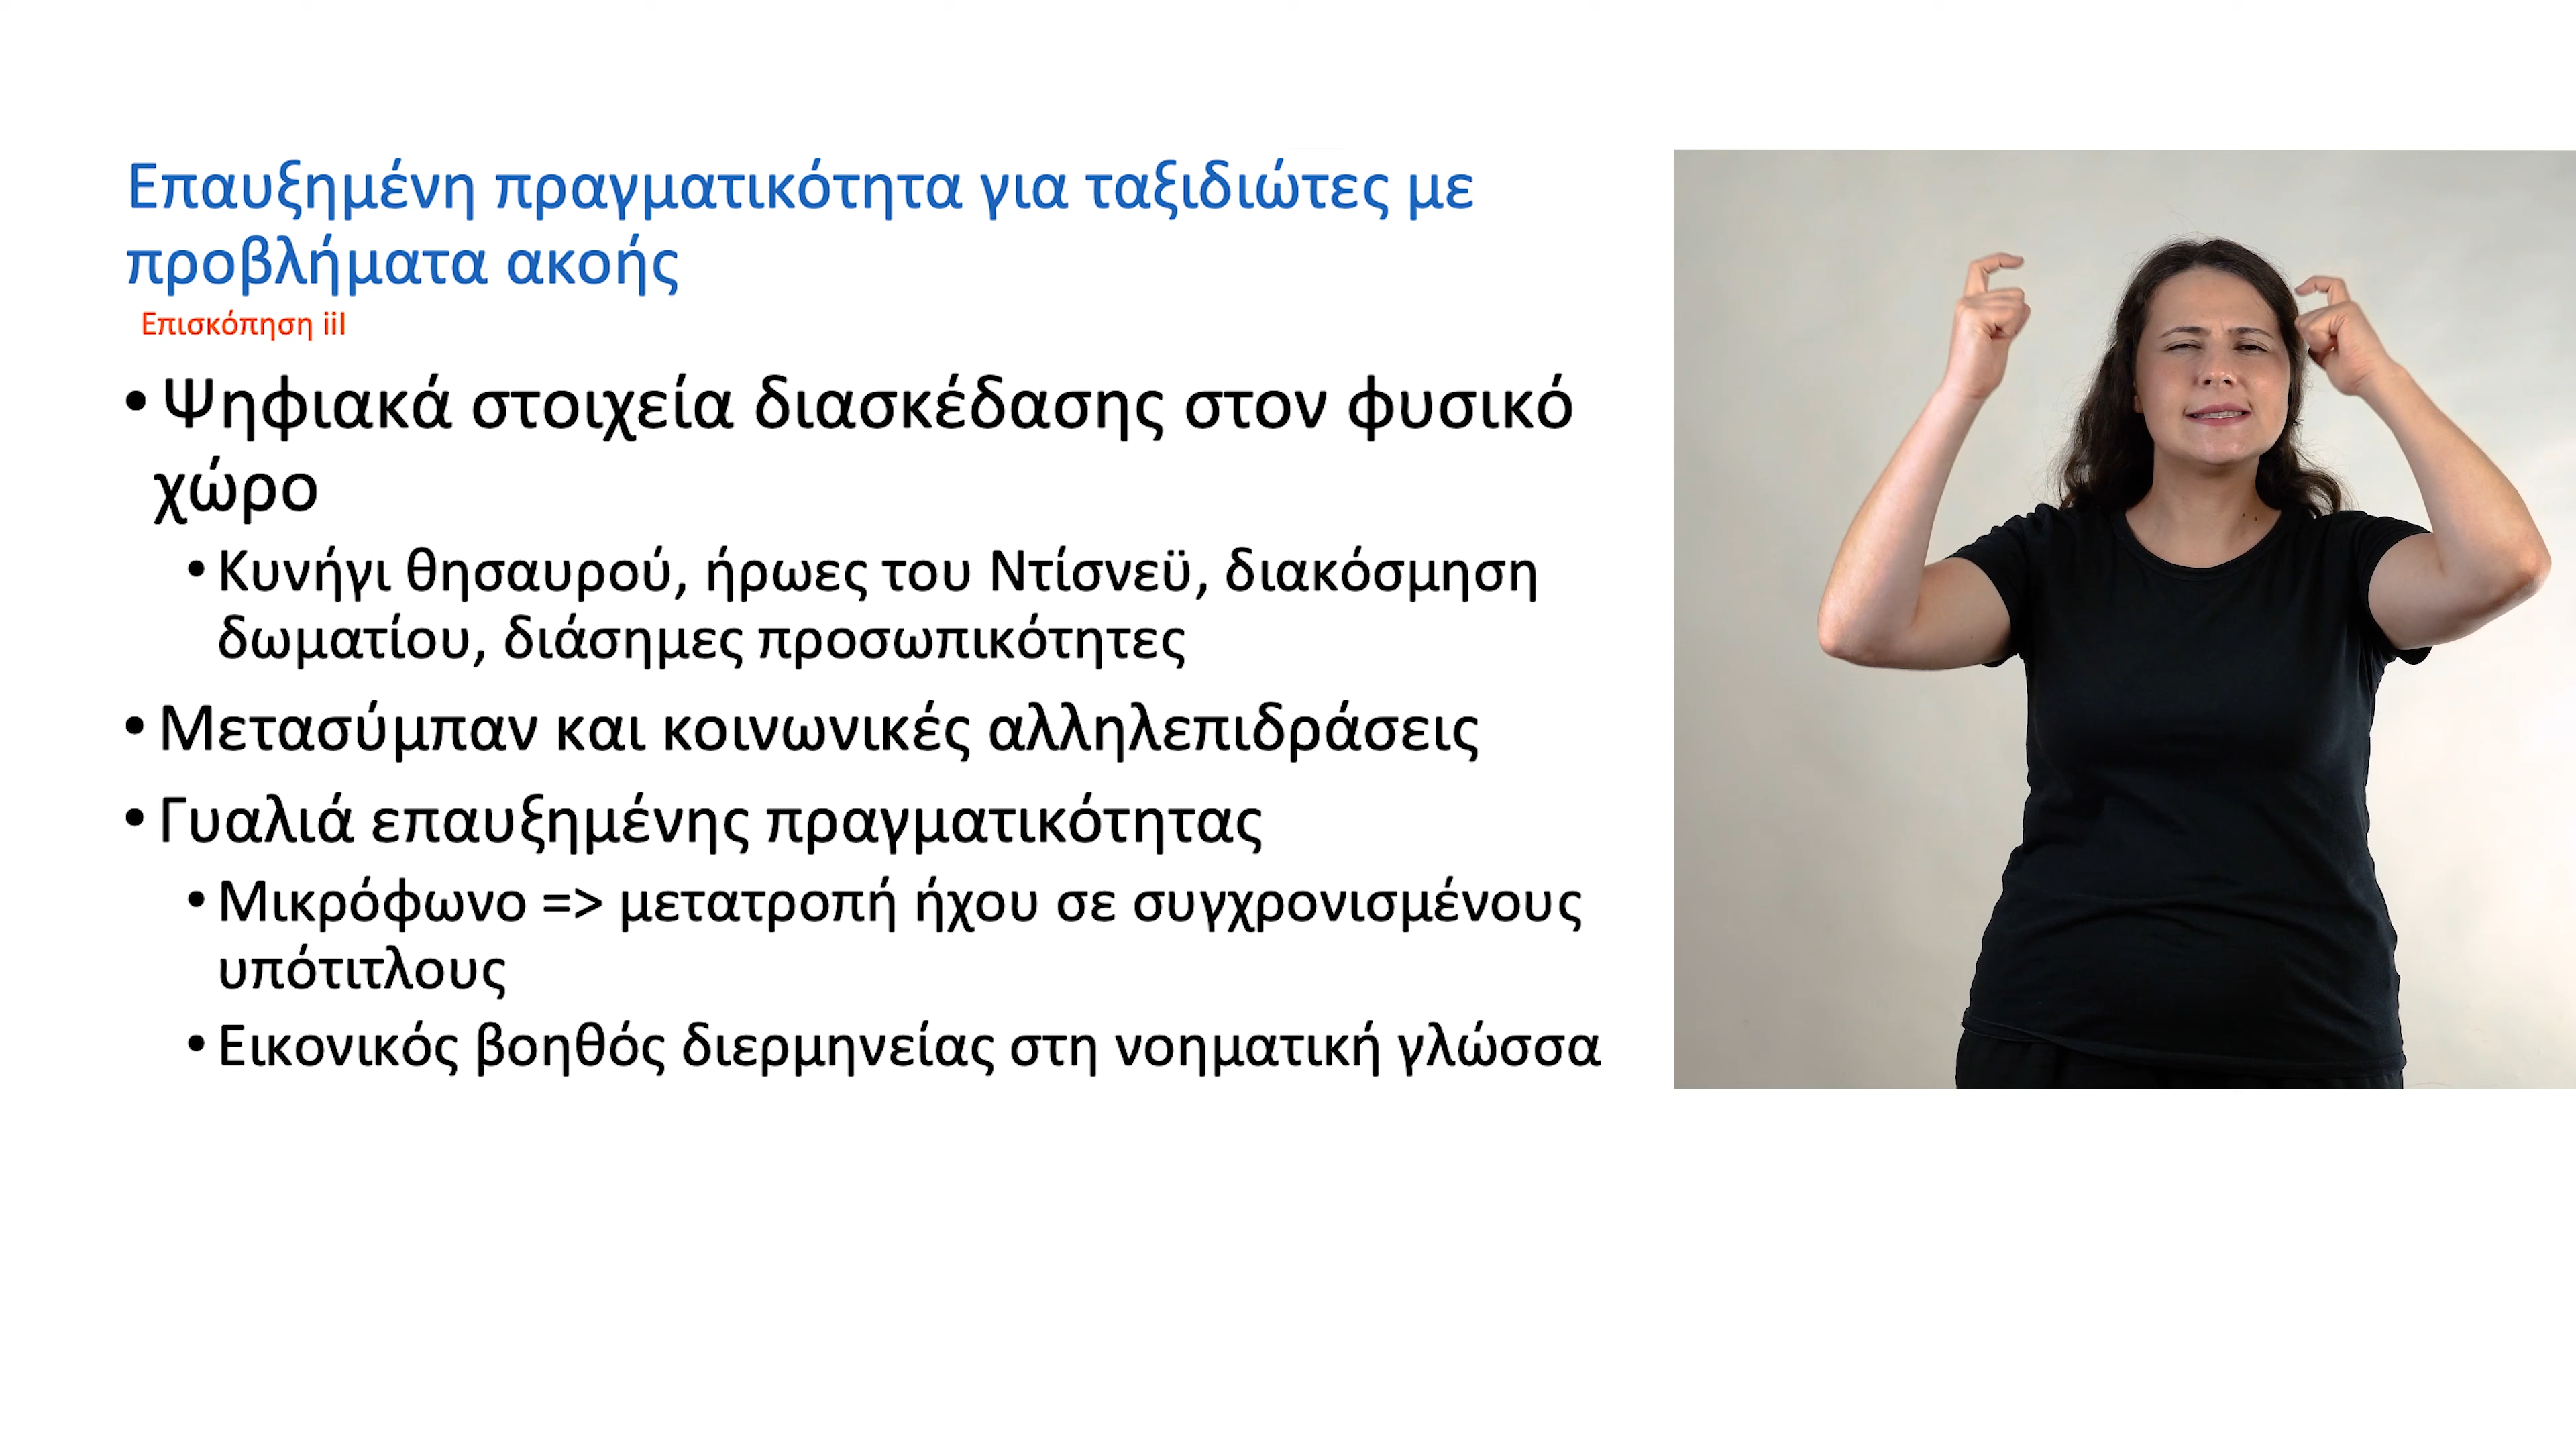 Επαυξημένη πραγματικότητα για ταξιδιώτες με
προβλήματα ακοής
Επισκόπηση iiI
• Ψηφιακά στοιχεία διασκέδασης στον φυσικό
χώρο
• Κυνήγι θησαυρού, ήρωες του Ντίσνεϋ, διακόσμηση
δωματίου, διάσημες προσωπικότητες
• Μετασύμπαν και κοινωνικές αλληλεπιδράσεις
• Γυαλιά επαυξημένης πραγματικότητας
• Μικρόφωνο => μετατροπή ήχου σε συγχρονισμένους
υπότιτλους
• Εικονικός βοηθός διερμηνείας στη νοηματική γλώσσα